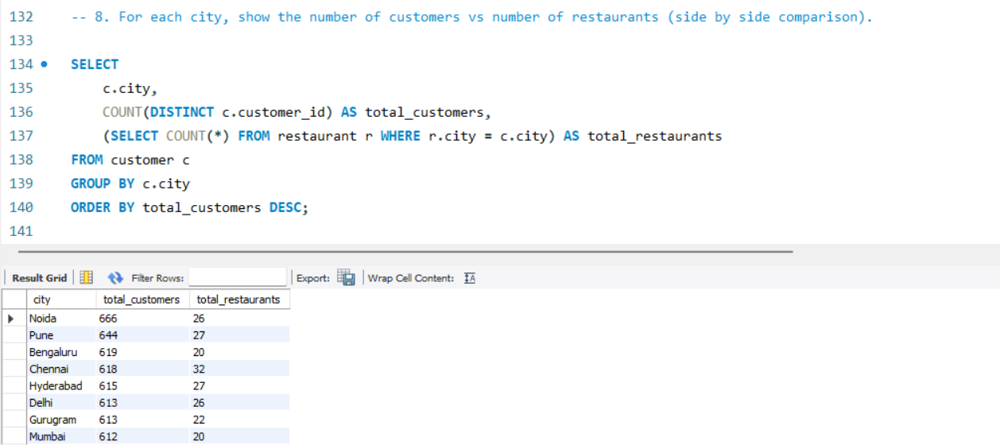 132 -- 8. For each city, show the number of customers vs number of restaurants (side by side comparison).
133
134 SELECT
135 c.city,
136 COUNT(DISTINCT c.customer_id) AS total_customers,
137 (SELECT COUNT(*) FROM restaurant r WHERE r.city = c.city) AS total_restaurants
138 FROM customer c
139 GROUP BY c.city
140 ORDER BY total_customers DESC;
141
Result Grid Filter Rows: Export: Wrap Cell Content: IA
city total_customers total_restaurants
Noida 666 26
Pune 644 27
Bengaluru 619 20
Chennai 618 32
Hyderabad 615 27
Delhi 613 26
Gurugram 613 22
Mumbai 612 20